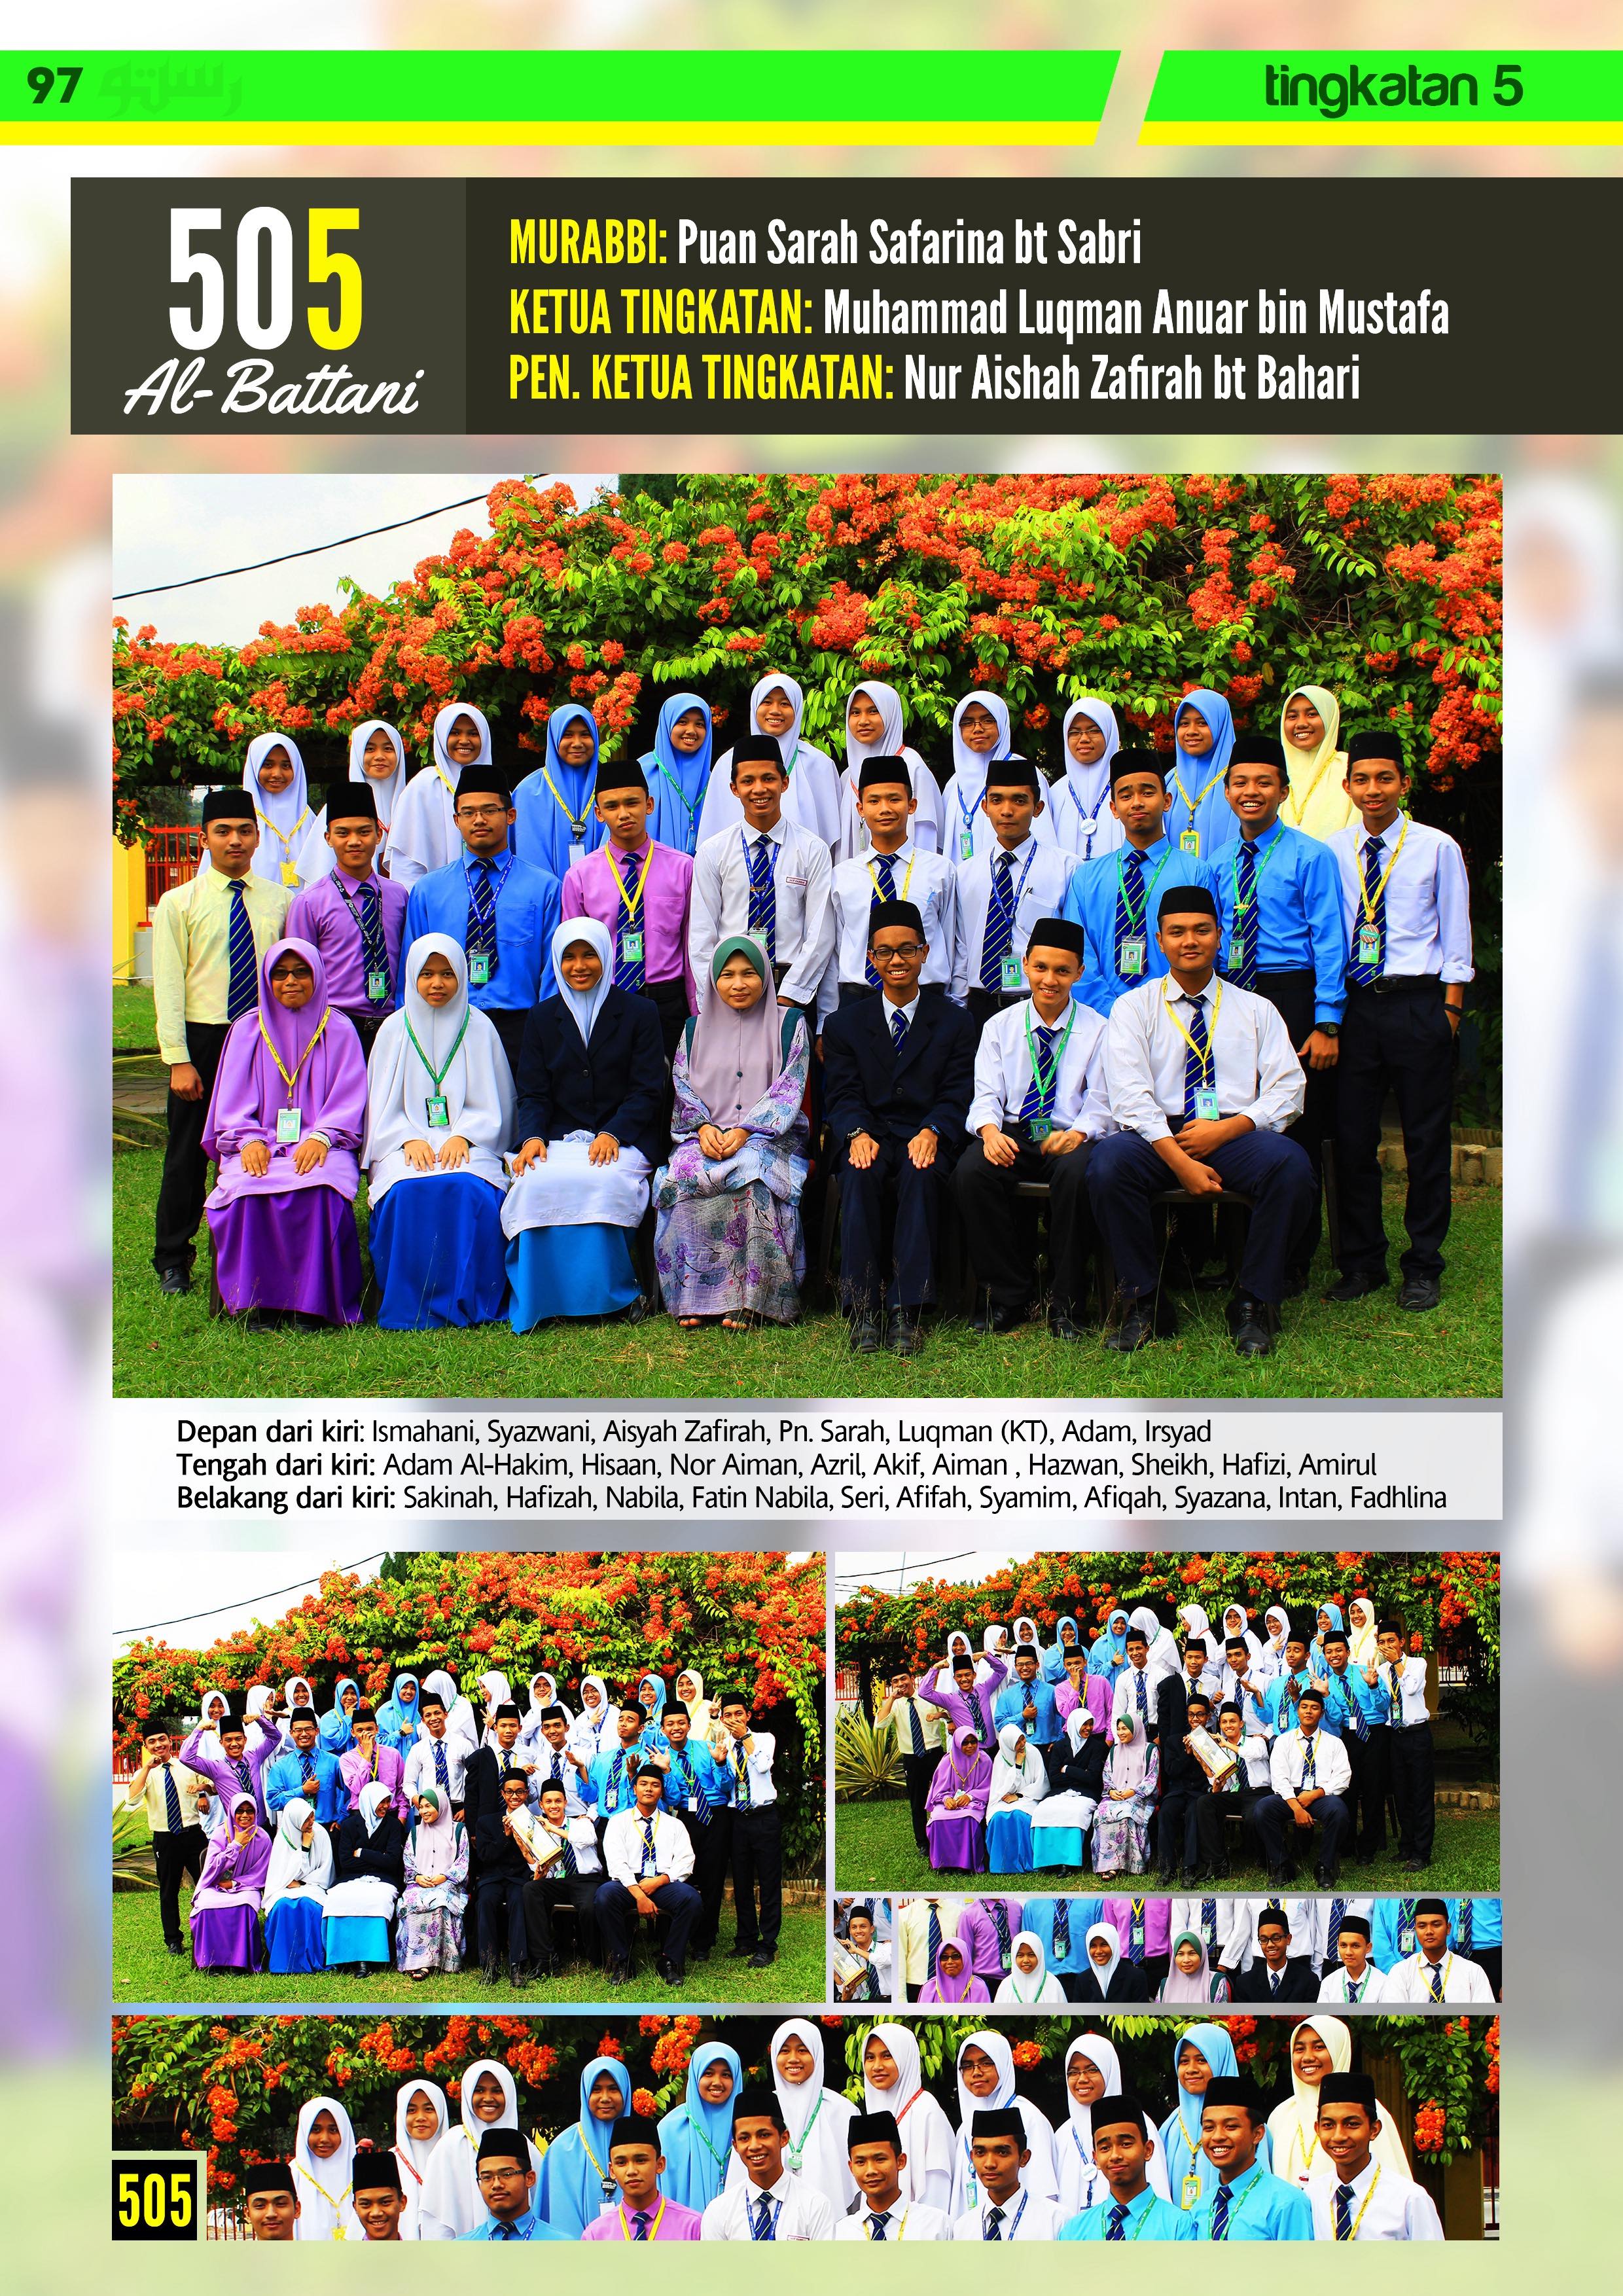 97 رستو
tingkatan 5
505
Al-Battani
MURABBI: Puan Sarah Safarina bt Sabri
KETUA TINGKATAN: Muhammad Luqman Anuar bin Mustafa
PEN. KETUA TINGKATAN: Nur Aishah Zafirah bt Bahari
Depan dari kiri: Ismahani, Syazwani, Aisyah Zafirah, Pn. Sarah, Luqman (KT), Adam, Irsyad
Tengah dari kiri: Adam Al-Hakim, Hisaan, Nor Aiman, Azril, Akif, Aiman , Hazwan, Sheikh, Hafizi, Amirul
Belakang dari kiri: Sakinah, Hafizah, Nabila, Fatin Nabila, Seri, Afifah, Syamim, Afiqah, Syazana, Intan, Fadhlina
505